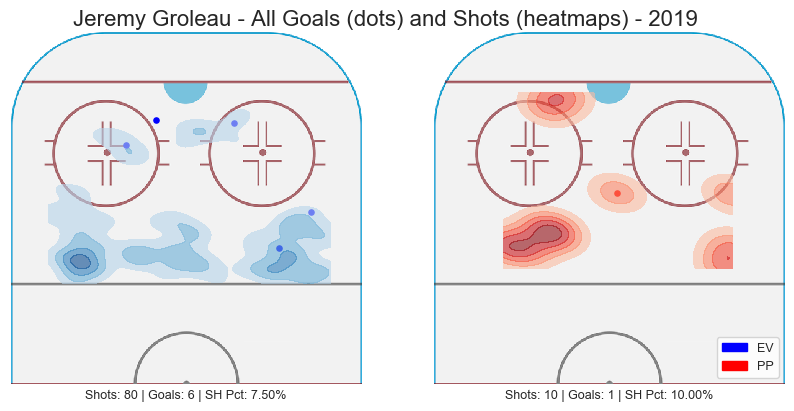 Jeremy Groleau - All Goals (dots) and Shots (heatmaps) - 2019
EV
PP
Shots: 80 | Goals: 6 | SH Pct: 7.50%
Shots: 10 | Goals: 1 | SH Pct: 10.00%